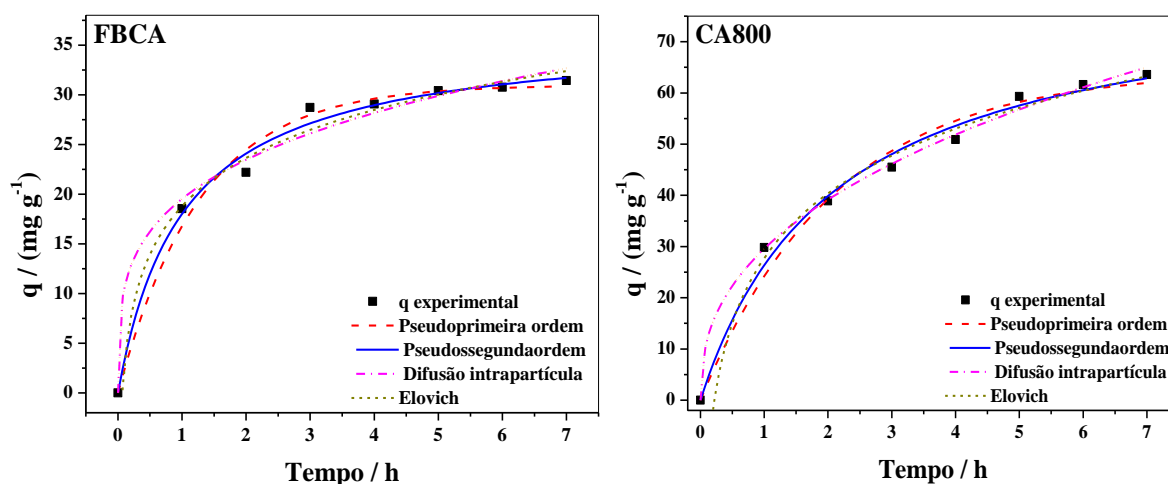 FBCA
35
30
25
20
15
10
5
0
q / (mg g⁻¹)
q experimental
Pseudoprimeira ordem
Pseudossegundaordem
Difusão intrapartícula
Elovich
0 1 2 3 4 5 6 7
Tempo / h
CA800
70
60
50
40
30
20
10
0
q / (mg g⁻¹)
q experimental
Pseudoprimeira ordem
Pseudossegundaordem
Difusão intrapartícula
Elovich
0 1 2 3 4 5 6 7
Tempo / h